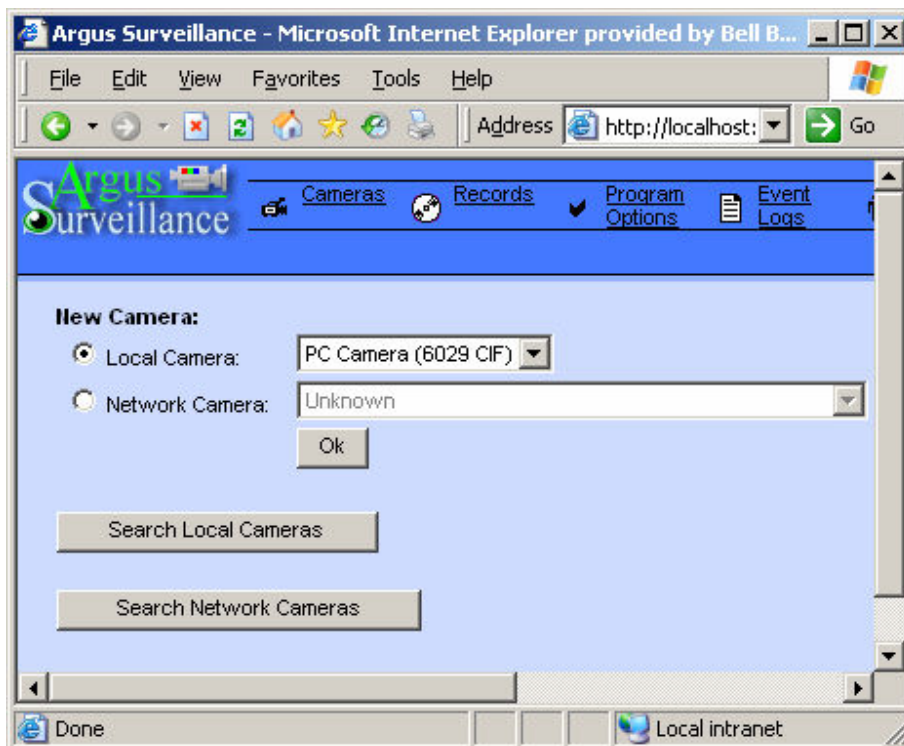 Argus Surveillance - Microsoft Internet Explorer provided by Bell B...
File Edit View Favorites Tools Help
Address http://localhost: Go
Argus
Surveillance
Cameras Records Program Options Event Logs
New Camera:
Local Camera: PC Camera (6029 CIF)
Network Camera: Unknown
Ok
Search Local Cameras
Search Network Cameras
Done Local intranet